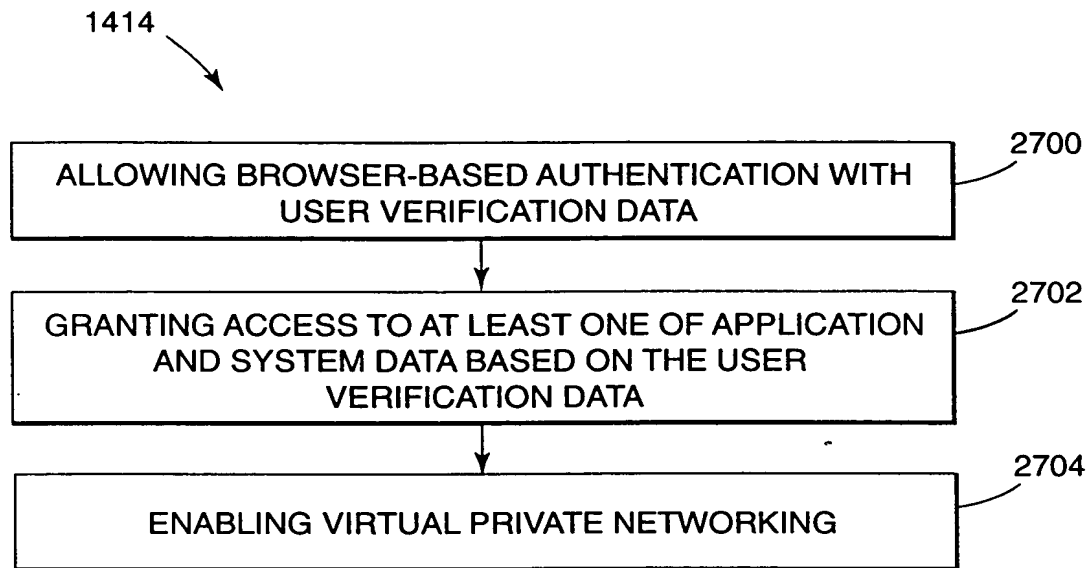 1414
2700
ALLOWING BROWSER-BASED AUTHENTICATION WITH
USER VERIFICATION DATA
2702
GRANTING ACCESS TO AT LEAST ONE OF APPLICATION
AND SYSTEM DATA BASED ON THE USER
VERIFICATION DATA
2704
ENABLING VIRTUAL PRIVATE NETWORKING